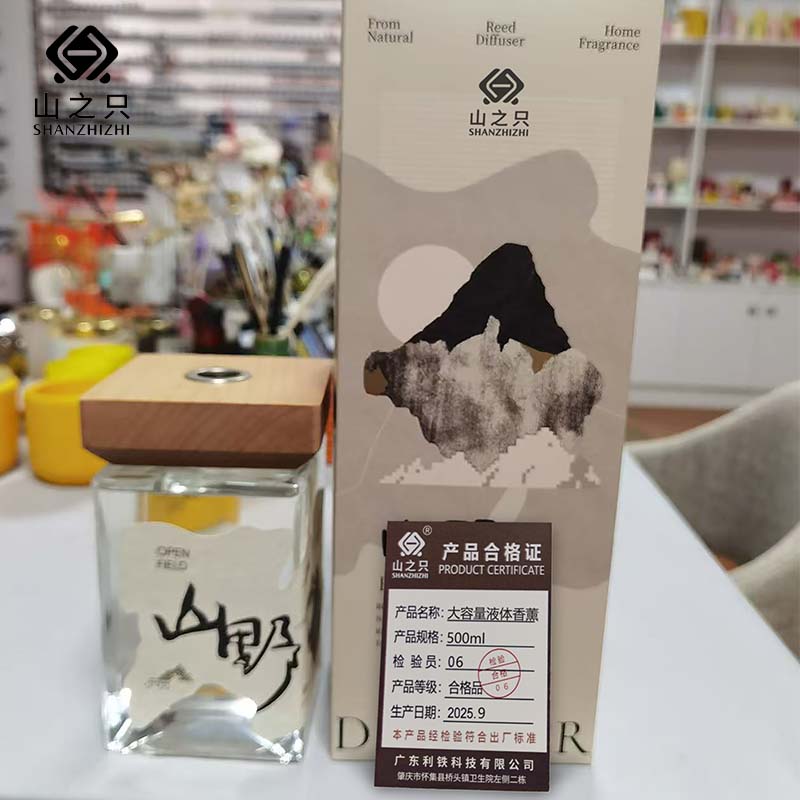 山之只
SHANZHIZHI
From
Natural
Reed
Diffuser
Home
Fragrance
山之只
SHANZHIZHI
OPEN
FIELD
山野
山之只®
SHANZHIZHI
产品合格证
PRODUCT CERTIFICATE
产品名称: 大容量液体香薰
产品规格: 500ml
检验员: 06
产品等级: 合格品
生产日期: 2025.9
检验
合格
06
本产品经检验符合出厂标准
广东利铁科技有限公司
肇庆市怀集县桥头镇卫生院左侧二栋
D
R